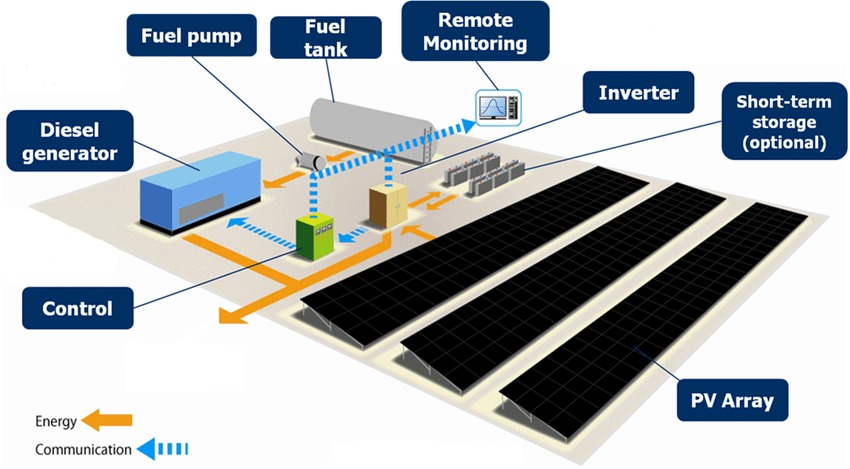 Fuel pump
Fuel
tank
Remote
Monitoring
Inverter
Short-term
storage
(optional)
Diesel
generator
Control
PV Array
Energy
Communication